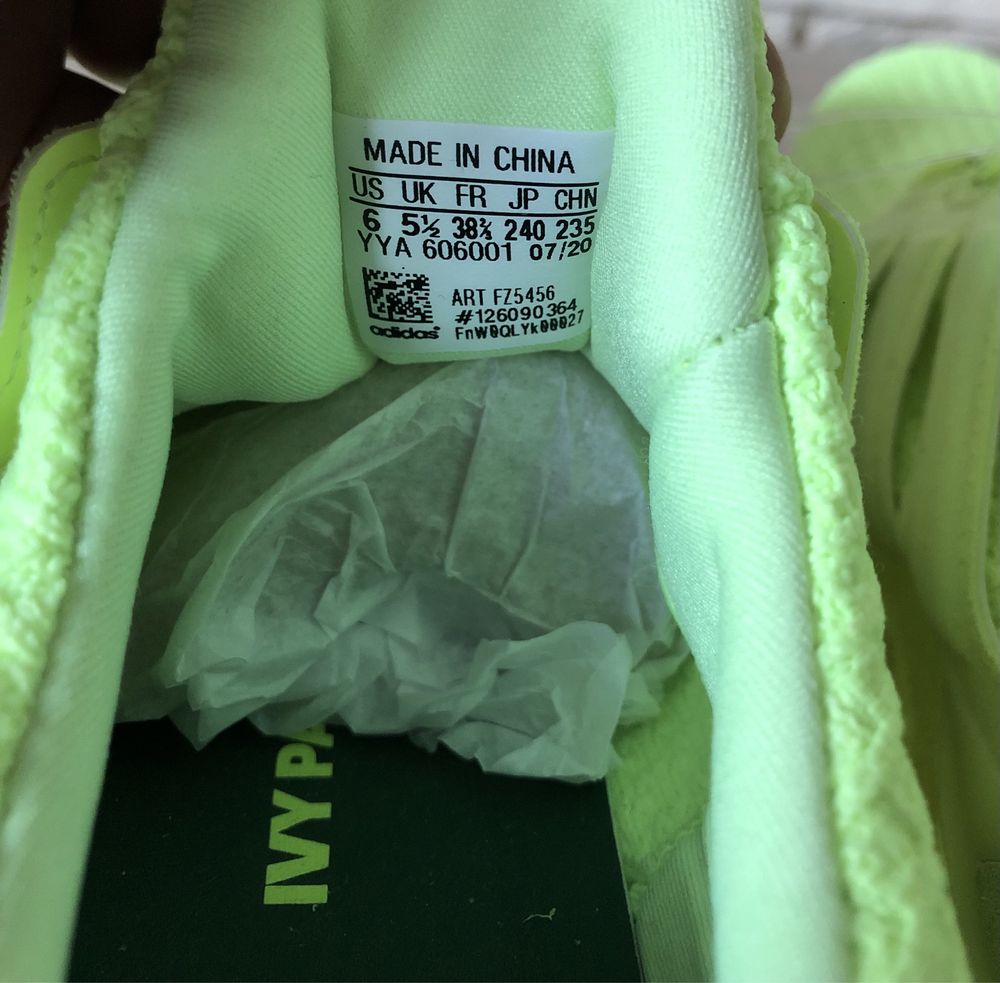 MADE IN CHINA
US UK FR JP CHN
6 5½ 38⅔ 240 235
YYA 606001 07/20
ART FZ5456
#126090364
FnW0QLYk00027
adidas
IVY PA